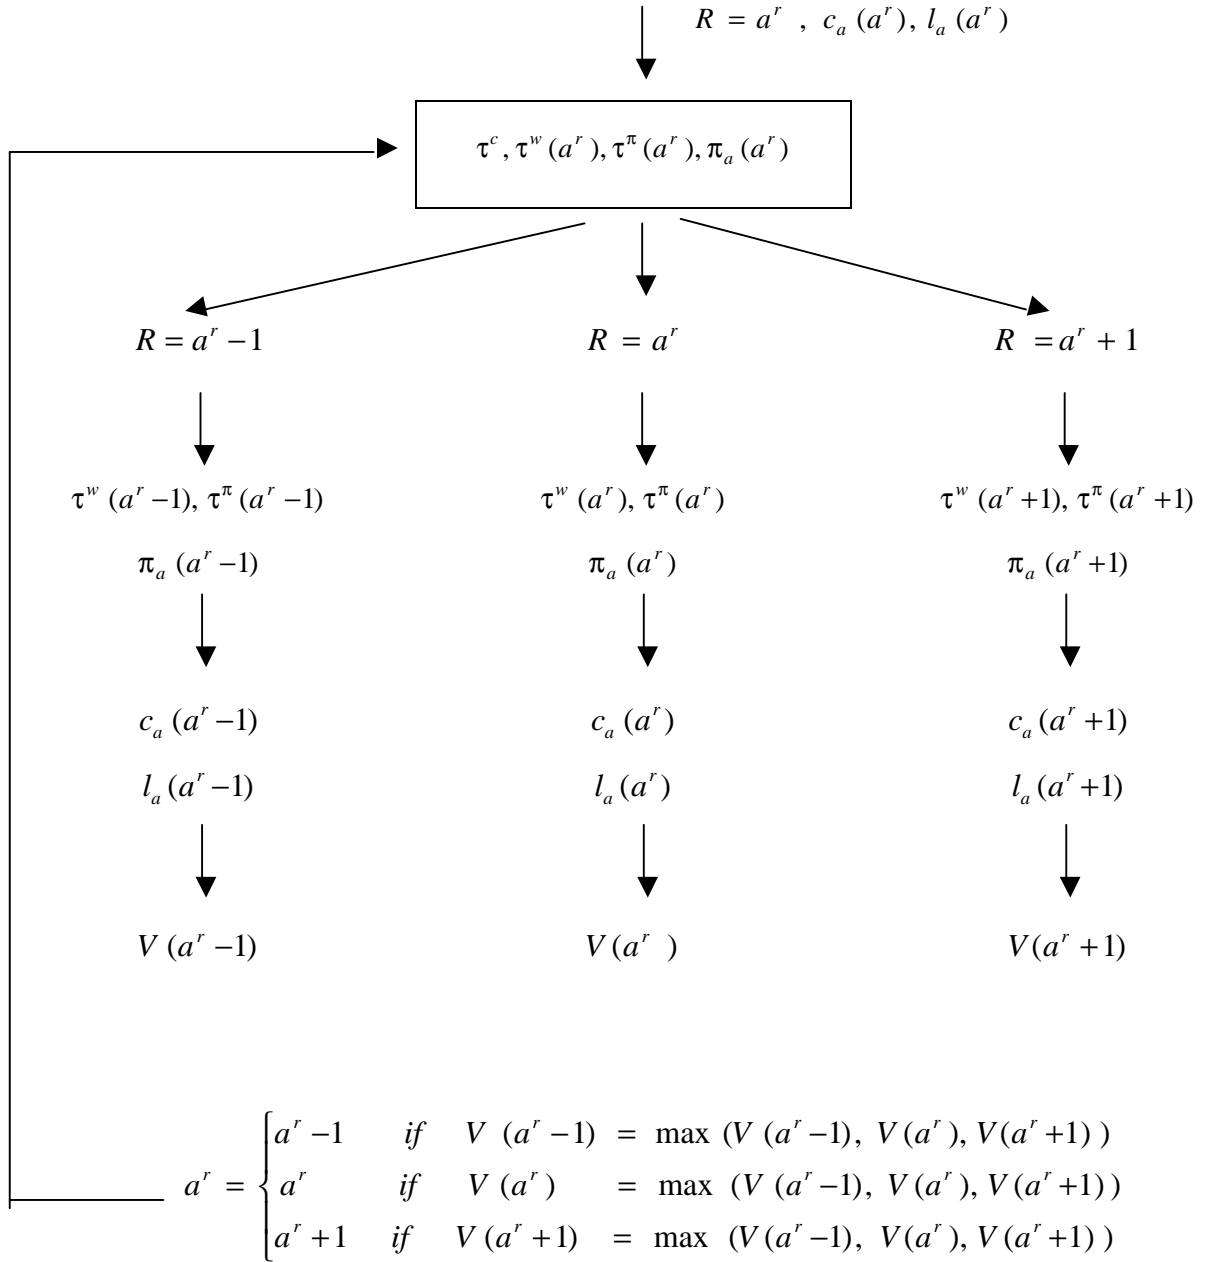 R = a^r , c_a (a^r), l_a (a^r)
τ^c, τ^w (a^r), τ^π (a^r), π_a (a^r)
R = a^r −1 R = a^r R = a^r + 1
τ^w (a^r −1), τ^π (a^r −1) τ^w (a^r), τ^π (a^r) τ^w (a^r +1), τ^π (a^r +1)
π_a (a^r −1) π_a (a^r) π_a (a^r +1)
c_a (a^r −1) c_a (a^r) c_a (a^r +1)
l_a (a^r −1) l_a (a^r) l_a (a^r +1)
V (a^r −1) V (a^r ) V (a^r +1)
a^r −1 if V (a^r −1) = max (V (a^r −1), V (a^r), V (a^r +1) )
a^r = { a^r if V (a^r) = max (V (a^r −1), V (a^r), V (a^r +1))
a^r +1 if V (a^r +1) = max (V (a^r −1), V (a^r), V (a^r +1) )